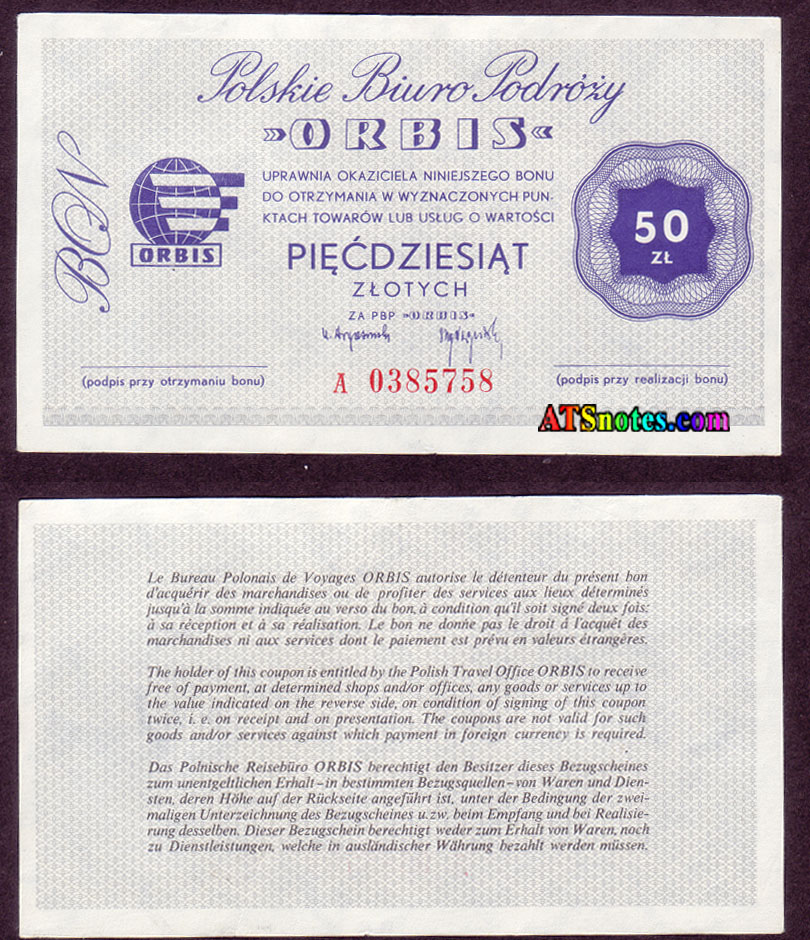 Polskie Biuro Podróży
»ORBIS«
BON
ORBIS
UPRAWNIA OKAZICIELA NINIEJSZEGO BONU
DO OTRZYMANIA W WYZNACZONYCH PUN-
KTACH TOWARÓW LUB USŁUG O WARTOŚCI
PIĘĆDZIESIĄT
ZŁOTYCH
ZA PBP »ORBIS«
50
ZŁ
(podpis przy otrzymaniu bonu)
A 0385758
(podpis przy realizacji bonu)
ATSnotes.com
Le Bureau Polonais de Voyages ORBIS autorise le détenteur du présent bon
d'acquérir des marchandises ou de profiter des services aux lieux déterminés
jusqu'à la somme indiquée au verso du bon, à condition qu'il soit signé deux fois:
à sa réception et à sa réalisation. Le bon ne donne pas le droit á l'acquêt des
marchandises ni aux services dont le paiement est prévu en valeurs étrangères.
The holder of this coupon is entitled by the Polish Travel Office ORBIS to receive
free of payment, at determined shops and/or offices, any goods or services up to
the value indicated on the reverse side, on condition of signing of this coupon
twice, i. e. on receipt and on presentation. The coupons are not valid for such
goods and/or services against which payment in foreign currency is required.
Das Polnische Reisebüro ORBIS berechtigt den Besitzer dieses Bezugscheines
zum unentgeltlichen Erhalt – in bestimmten Bezugsquellen – von Waren und Dien-
sten, deren Höhe auf der Rückseite angeführt ist, unter der Bedingung der zwei-
maligen Unterzeichnung des Bezugscheines u. zw. beim Empfang und bei Realisie-
rung desselben. Dieser Bezugschein berechtigt weder zum Erhalt von Waren, noch
zu Dienstleistungen, welche in ausländischer Währung bezahlt werden müssen.